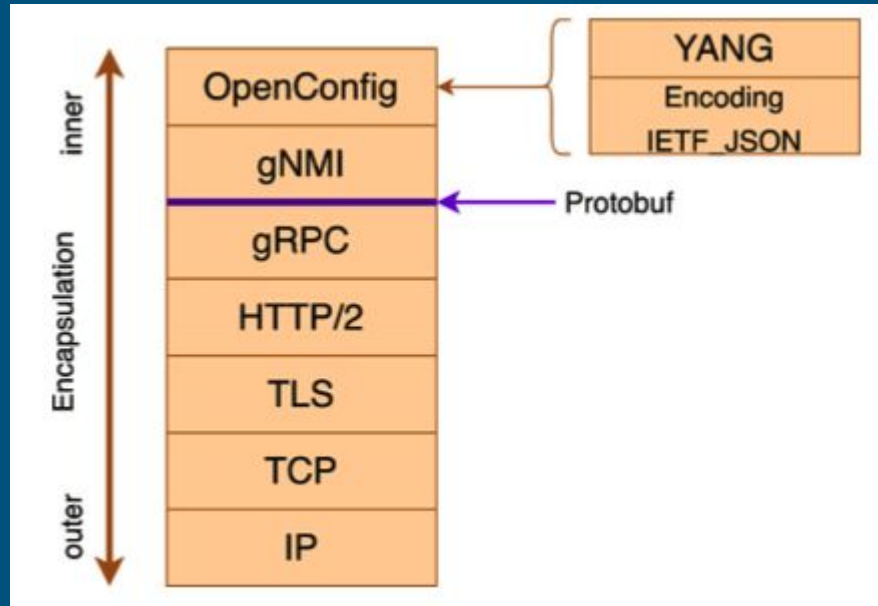 YANG
Encoding
IETF_JSON
OpenConfig
gNMI
Protobuf
gRPC
HTTP/2
TLS
TCP
IP
inner
Encapsulation
outer